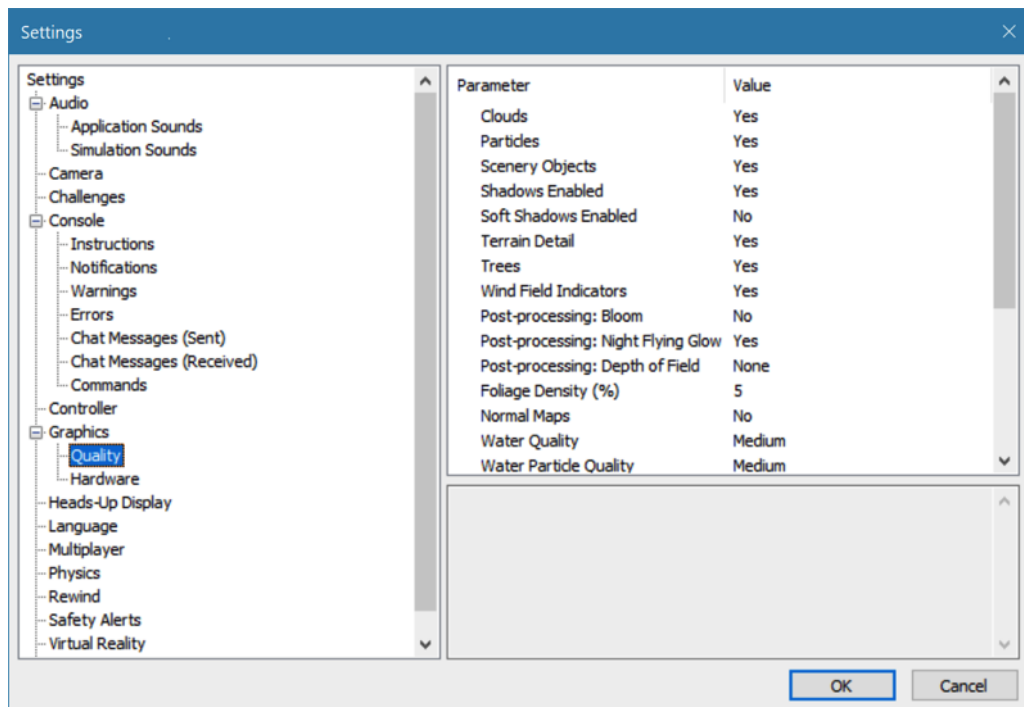 Settings
Settings
Audio
Application Sounds
Simulation Sounds
Camera
Challenges
Console
Instructions
Notifications
Warnings
Errors
Chat Messages (Sent)
Chat Messages (Received)
Commands
Controller
Graphics
Quality
Hardware
Heads-Up Display
Language
Multiplayer
Physics
Rewind
Safety Alerts
Virtual Reality
Parameter Value
Clouds Yes
Particles Yes
Scenery Objects Yes
Shadows Enabled Yes
Soft Shadows Enabled No
Terrain Detail Yes
Trees Yes
Wind Field Indicators Yes
Post-processing: Bloom No
Post-processing: Night Flying Glow Yes
Post-processing: Depth of Field None
Foliage Density (%) 5
Normal Maps No
Water Quality Medium
Water Particle Quality Medium
OK Cancel